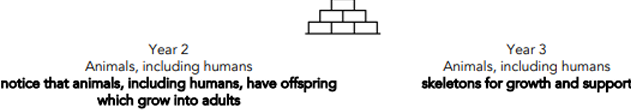 Year 2
Animals, including humans
notice that animals, including humans, have offspring
which grow into adults
Year 3
Animals, including humans
skeletons for growth and support